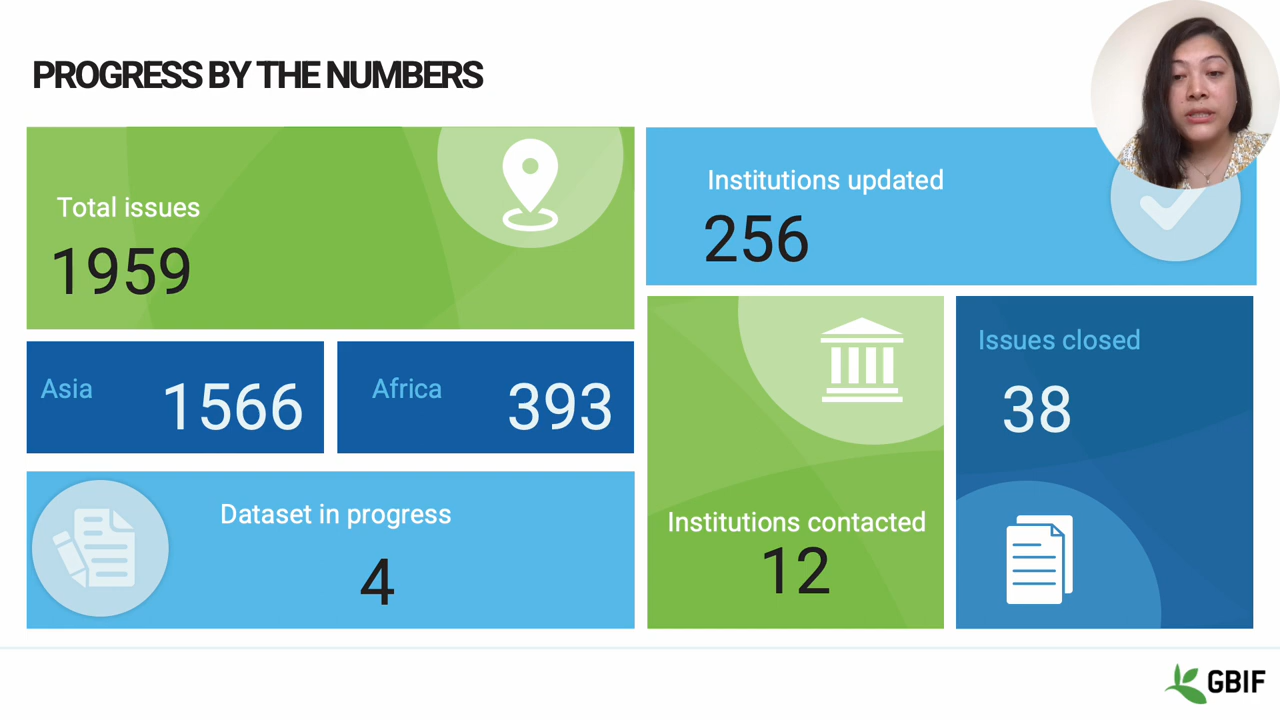 PROGRESS BY THE NUMBERS
Total issues
1959
Asia
1566
Africa
393
Dataset in progress
4
Institutions updated
256
Institutions contacted
12
Issues closed
38
GBIF